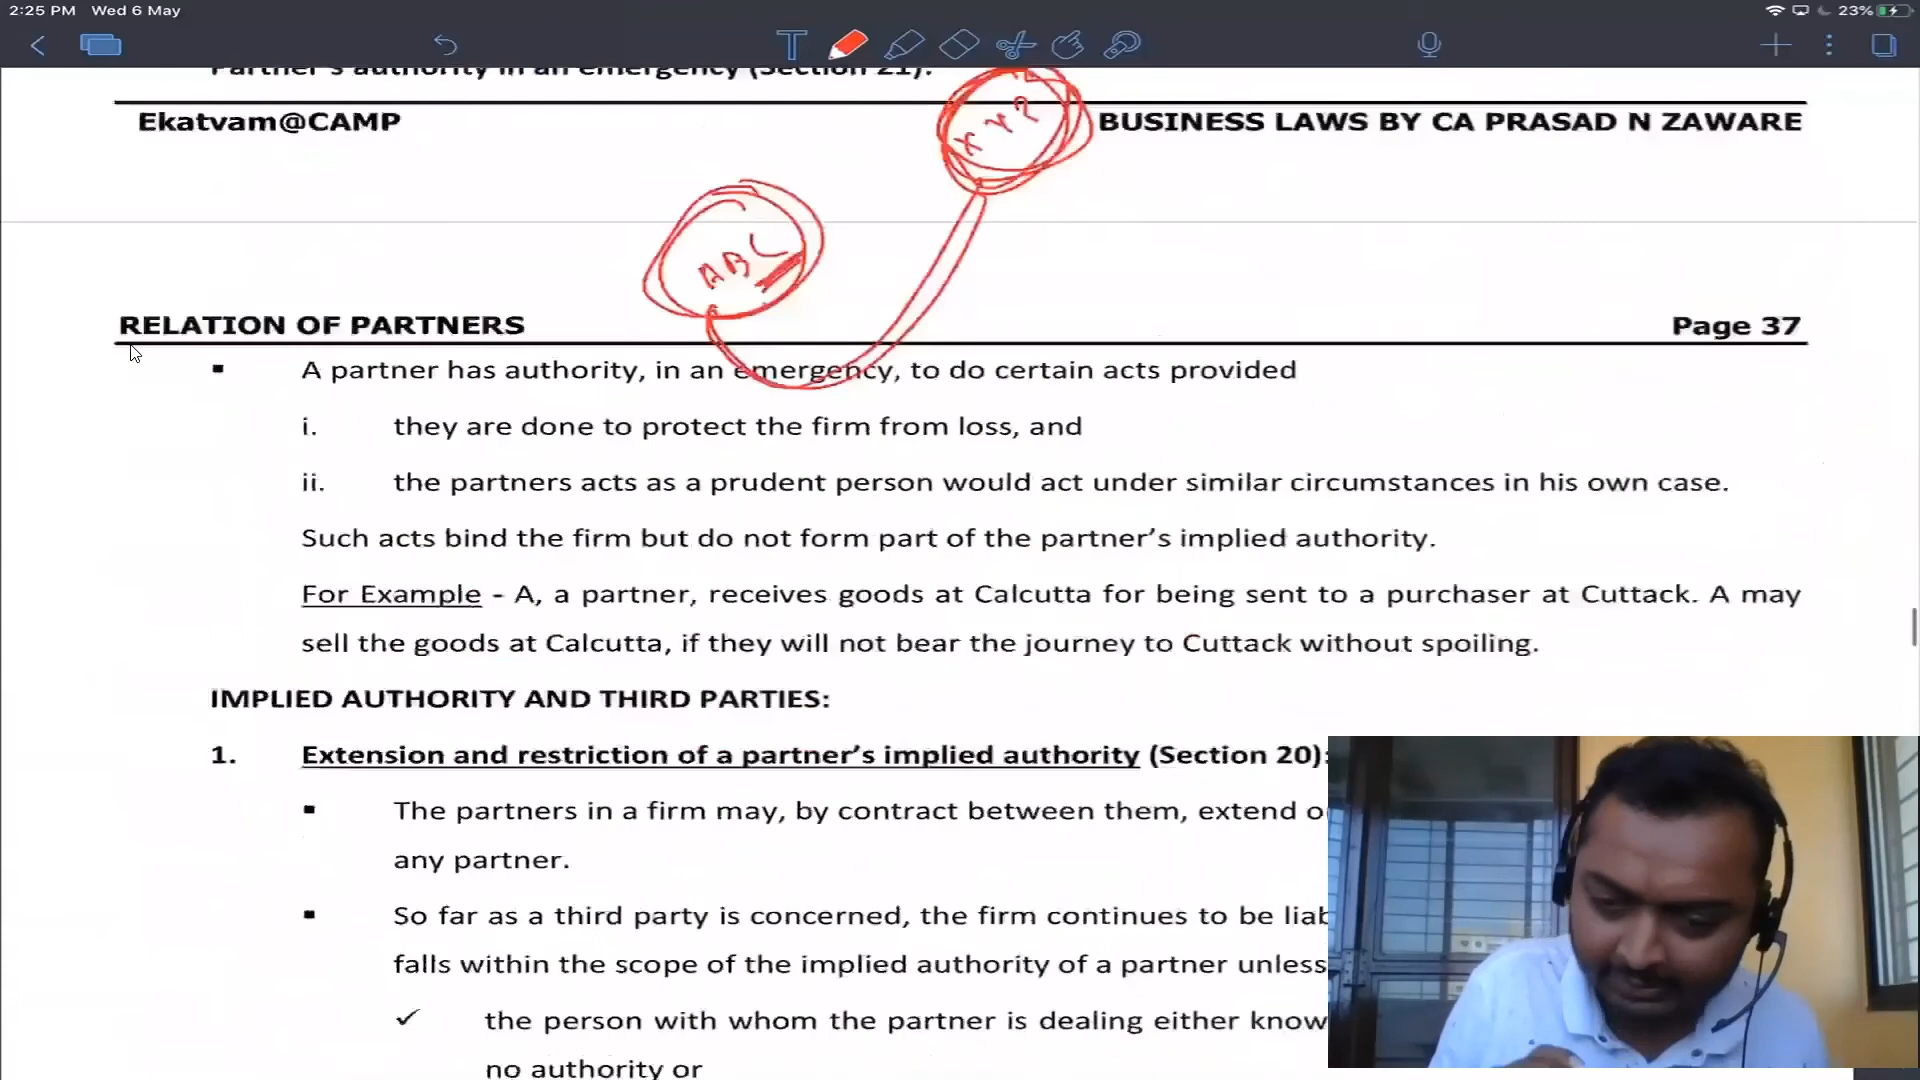 2:25 PM Wed 6 May
23%
Partner's authority in an emergency (Section 21):
Ekatvam@CAMP
BUSINESS LAWS BY CA PRASAD N ZAWARE
X Y Z
ABC
RELATION OF PARTNERS
Page 37
▪ A partner has authority, in an emergency, to do certain acts provided
i. they are done to protect the firm from loss, and
ii. the partners acts as a prudent person would act under similar circumstances in his own case.
Such acts bind the firm but do not form part of the partner’s implied authority.
For Example - A, a partner, receives goods at Calcutta for being sent to a purchaser at Cuttack. A may
sell the goods at Calcutta, if they will not bear the journey to Cuttack without spoiling.
IMPLIED AUTHORITY AND THIRD PARTIES:
1. Extension and restriction of a partner’s implied authority (Section 20):
▪ The partners in a firm may, by contract between them, extend
any partner.
▪ So far as a third party is concerned, the firm continues to be
falls within the scope of the implied authority of a partner unless
✓ the person with whom the partner is dealing either know
no authority or